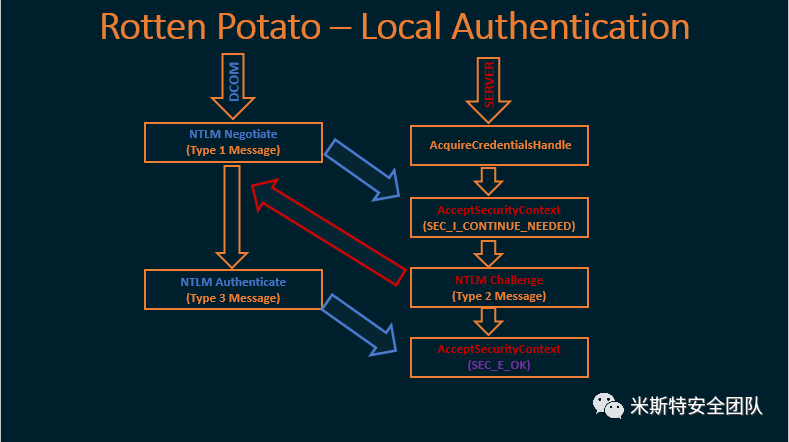 Rotten Potato – Local Authentication
DCOM
SERVER
NTLM Negotiate
(Type 1 Message)
AcquireCredentialsHandle
AcceptSecurityContext
(SEC_I_CONTINUE_NEEDED)
NTLM Authenticate
(Type 3 Message)
NTLM Challenge
(Type 2 Message)
AcceptSecurityContext
(SEC_E_OK)
米斯特安全团队